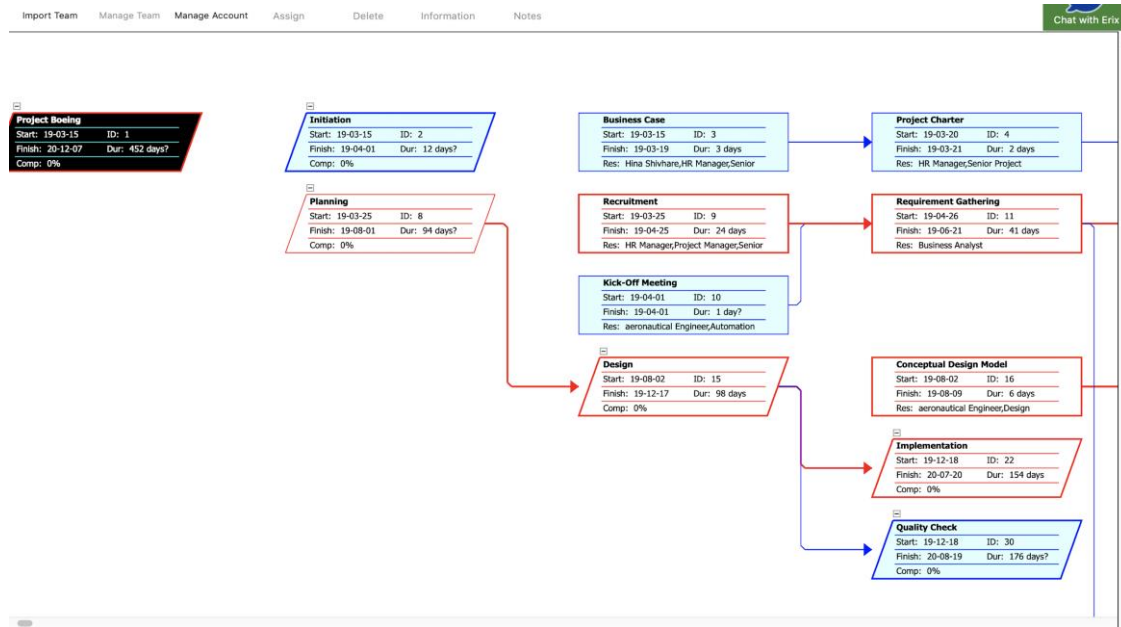 Import Team Manage Team Manage Account Assign Delete Information Notes
Chat with Erix
Project Boeing
Start: 19-03-15 ID: 1
Finish: 20-12-07 Dur: 452 days?
Comp: 0%
Initiation
Start: 19-03-15 ID: 2
Finish: 19-04-01 Dur: 12 days?
Comp: 0%
Business Case
Start: 19-03-15 ID: 3
Finish: 19-03-19 Dur: 3 days
Res: Hina Shivhare,HR Manager,Senior
Project Charter
Start: 19-03-20 ID: 4
Finish: 19-03-21 Dur: 2 days
Res: HR Manager,Senior Project
Planning
Start: 19-03-25 ID: 8
Finish: 19-08-01 Dur: 94 days?
Comp: 0%
Recruitment
Start: 19-03-25 ID: 9
Finish: 19-04-25 Dur: 24 days
Res: HR Manager,Project Manager,Senior
Requirement Gathering
Start: 19-04-26 ID: 11
Finish: 19-06-21 Dur: 41 days
Res: Business Analyst
Kick-Off Meeting
Start: 19-04-01 ID: 10
Finish: 19-04-01 Dur: 1 day?
Res: aeronautical Engineer,Automation
Design
Start: 19-08-02 ID: 15
Finish: 19-12-17 Dur: 98 days
Comp: 0%
Conceptual Design Model
Start: 19-08-02 ID: 16
Finish: 19-08-09 Dur: 6 days
Res: aeronautical Engineer,Design
Implementation
Start: 19-12-18 ID: 22
Finish: 20-07-20 Dur: 154 days
Comp: 0%
Quality Check
Start: 19-12-18 ID: 30
Finish: 20-08-19 Dur: 176 days?
Comp: 0%